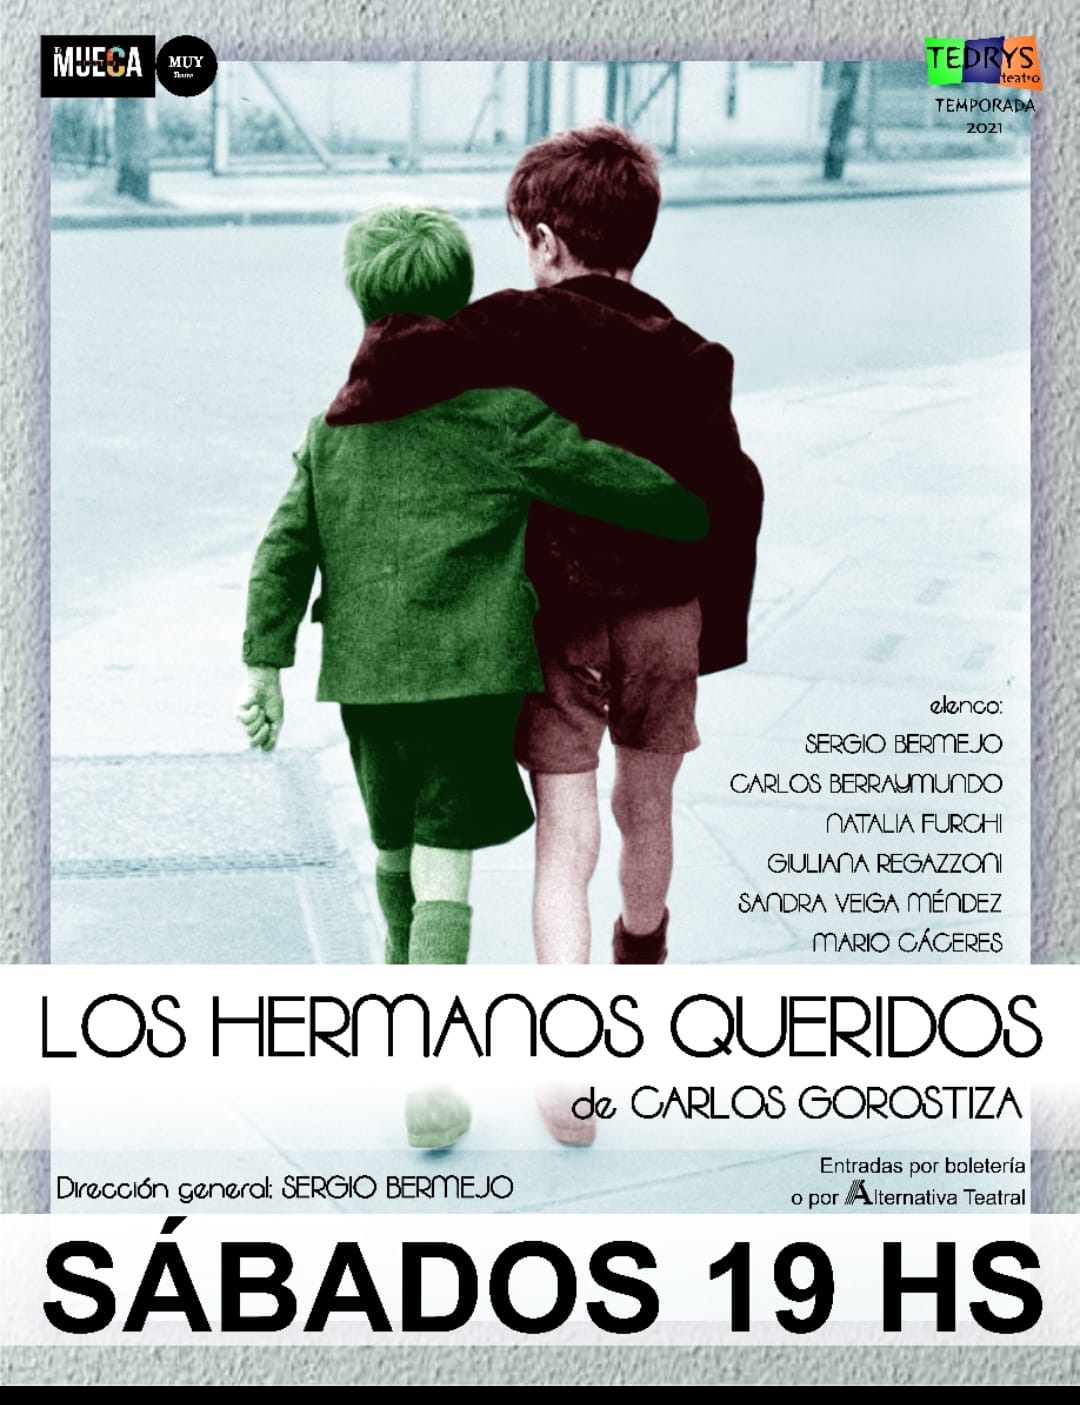 LA MUECA
MUY
Teatro
TEDRYS
teatro
TEMPORADA
2021
elenco:
SERGIO BERMEJO
CARLOS BERRAYMUNDO
NATALIA FURCHI
GIULIANA REGAZZONI
SANDRA VEIGA MÉNDEZ
MARIO CÁCERES
LOS HERMANOS QUERIDOS
de CARLOS GOROSTIZA
Dirección general: SERGIO BERMEJO
Entradas por boletería
o por Alternativa Teatral
SÁBADOS 19 HS